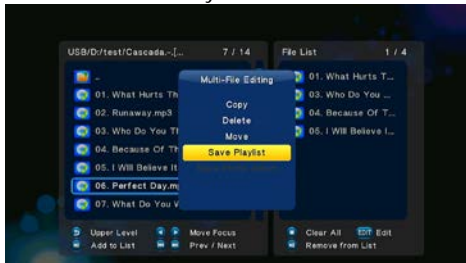 USB/D:/test/Cascada.-.[...
7 / 14
File List
1 / 4
..
01. What Hurts Th
02. Runaway.mp3
03. Who Do You Th
04. Because Of Th
05. I Will Believe It
06. Perfect Day.m
07. What Do You W
Multi-File Editing
Copy
Delete
Move
Save Playlist
01. What Hurts T...
03. Who Do You ...
04. Because Of T...
05. I Will Believe I...
Upper Level
Move Focus
Add to List
Prev / Next
Clear All
EDIT Edit
Remove from List